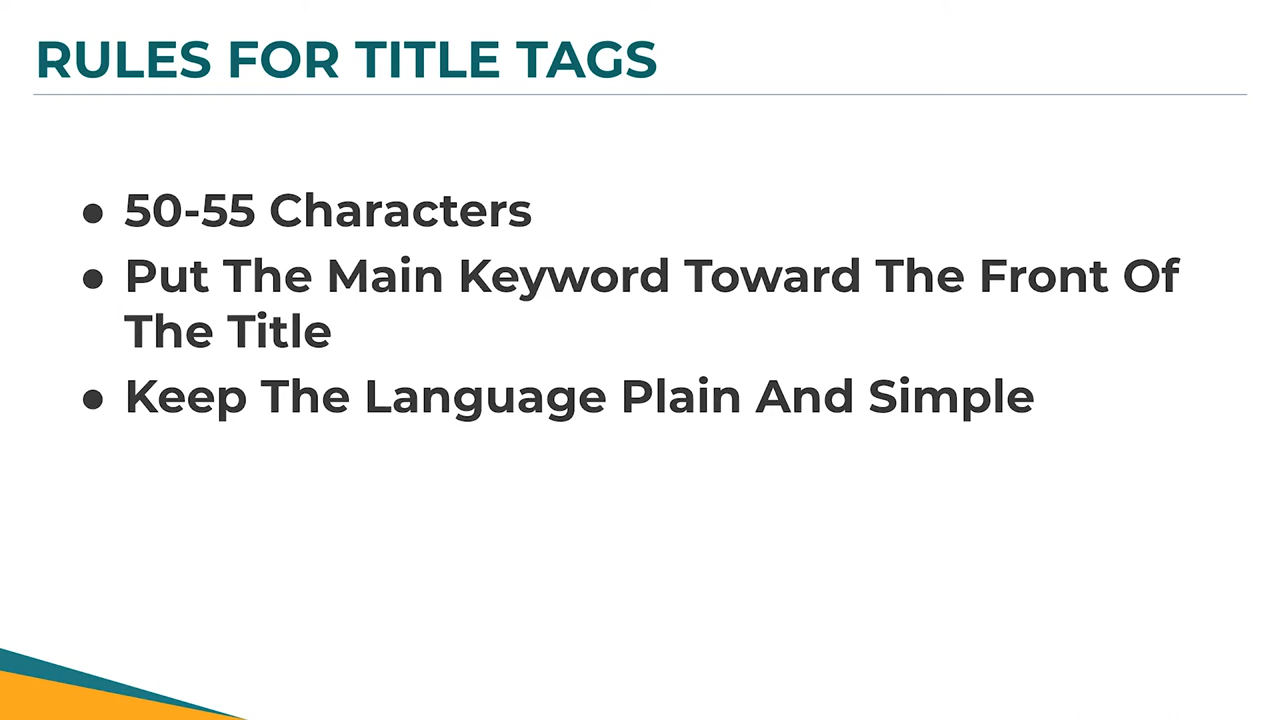 RULES FOR TITLE TAGS
● 50-55 Characters
● Put The Main Keyword Toward The Front Of
The Title
● Keep The Language Plain And Simple